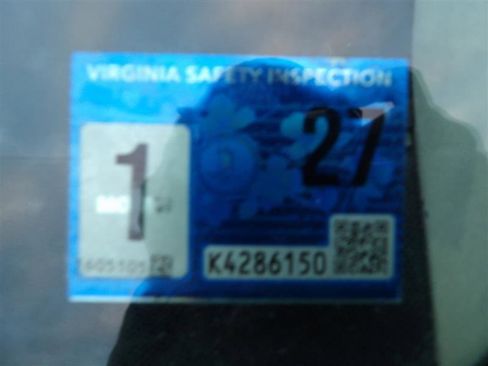 VIRGINIA SAFETY INSPECTION
27
1
K4286150